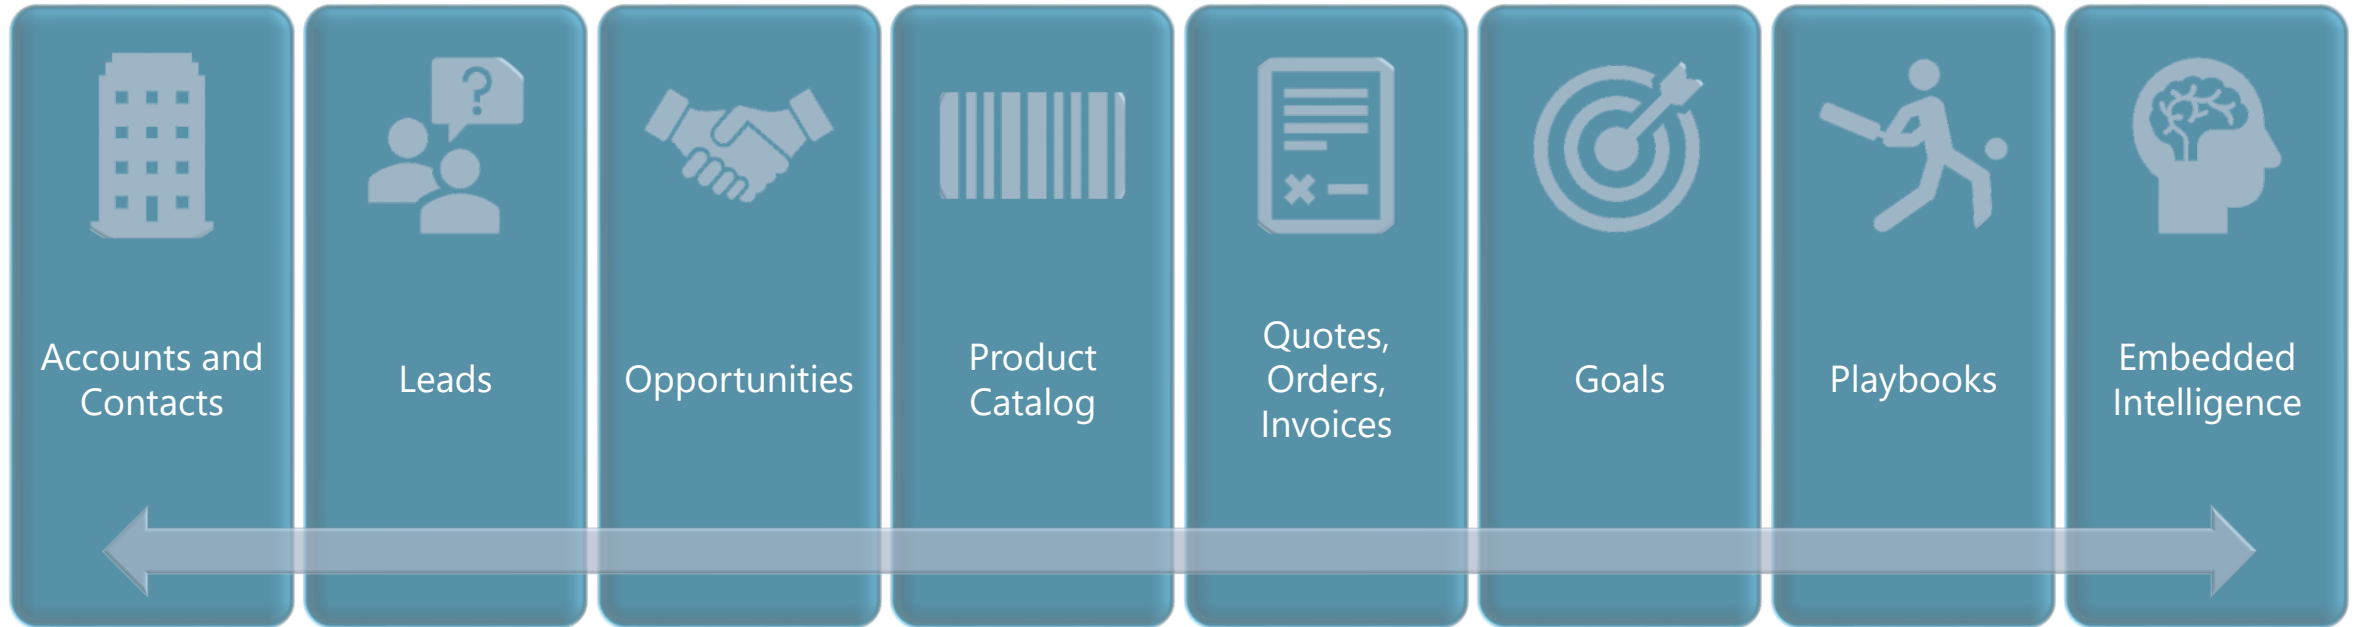 ?
Accounts and
Contacts
Leads
Opportunities
Product
Catalog
Quotes,
Orders,
Invoices
Goals
Playbooks
Embedded
Intelligence